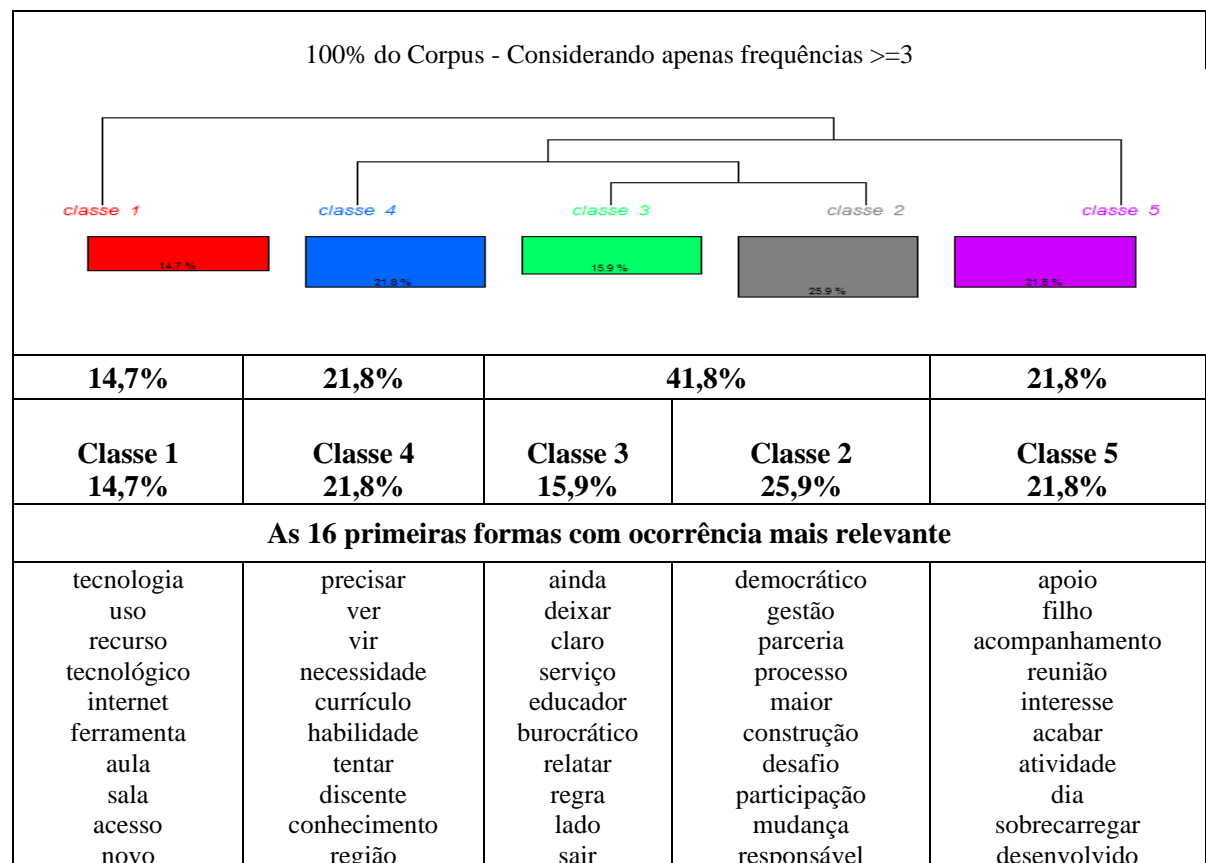 100% do Corpus - Considerando apenas frequências >=3
classe 1 classe 4 classe 3 classe 2 classe 5
14.7 % 21.8 % 15.9 % 25.9 % 21.8 %
14,7% 21,8% 41,8% 21,8%
Classe 1 Classe 4 Classe 3 Classe 2 Classe 5
14,7% 21,8% 15,9% 25,9% 21,8%
As 16 primeiras formas com ocorrência mais relevante
tecnologia precisar ainda democrático apoio
uso ver deixar gestão filho
recurso vir claro parceria acompanhamento
tecnológico necessidade serviço processo reunião
internet currículo educador maior interesse
ferramenta habilidade burocrático construção acabar
aula tentar relatar desafio atividade
sala discente regra participação dia
acesso conhecimento lado mudança sobrecarregar
novo região sair responsável desenvolvido